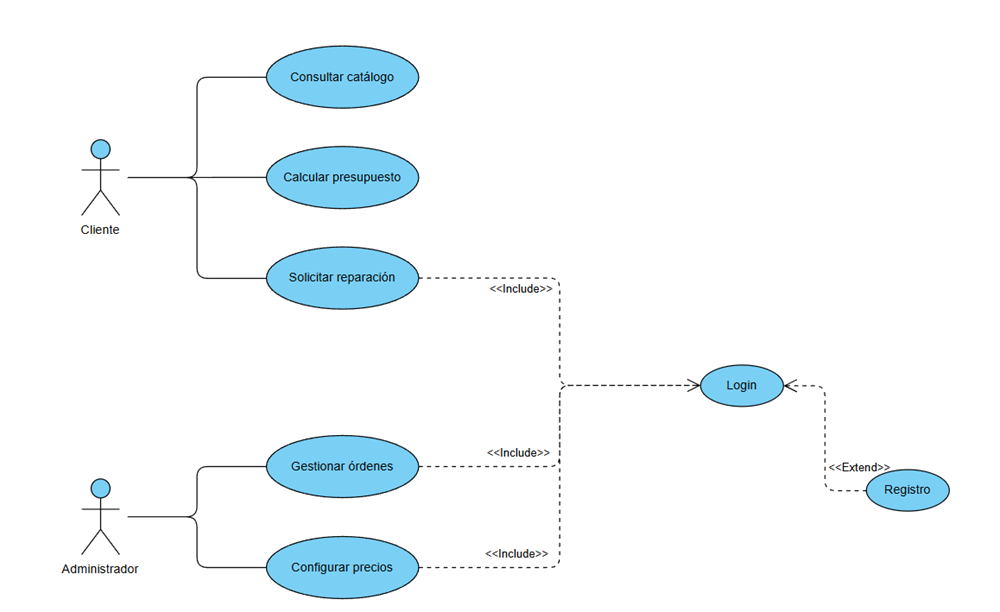 Consultar catálogo
Calcular presupuesto
Cliente
Solicitar reparación
<<Include>>
Login
<<Include>>
Gestionar órdenes
<<Extend>>
Registro
<<Include>>
Configurar precios
Administrador